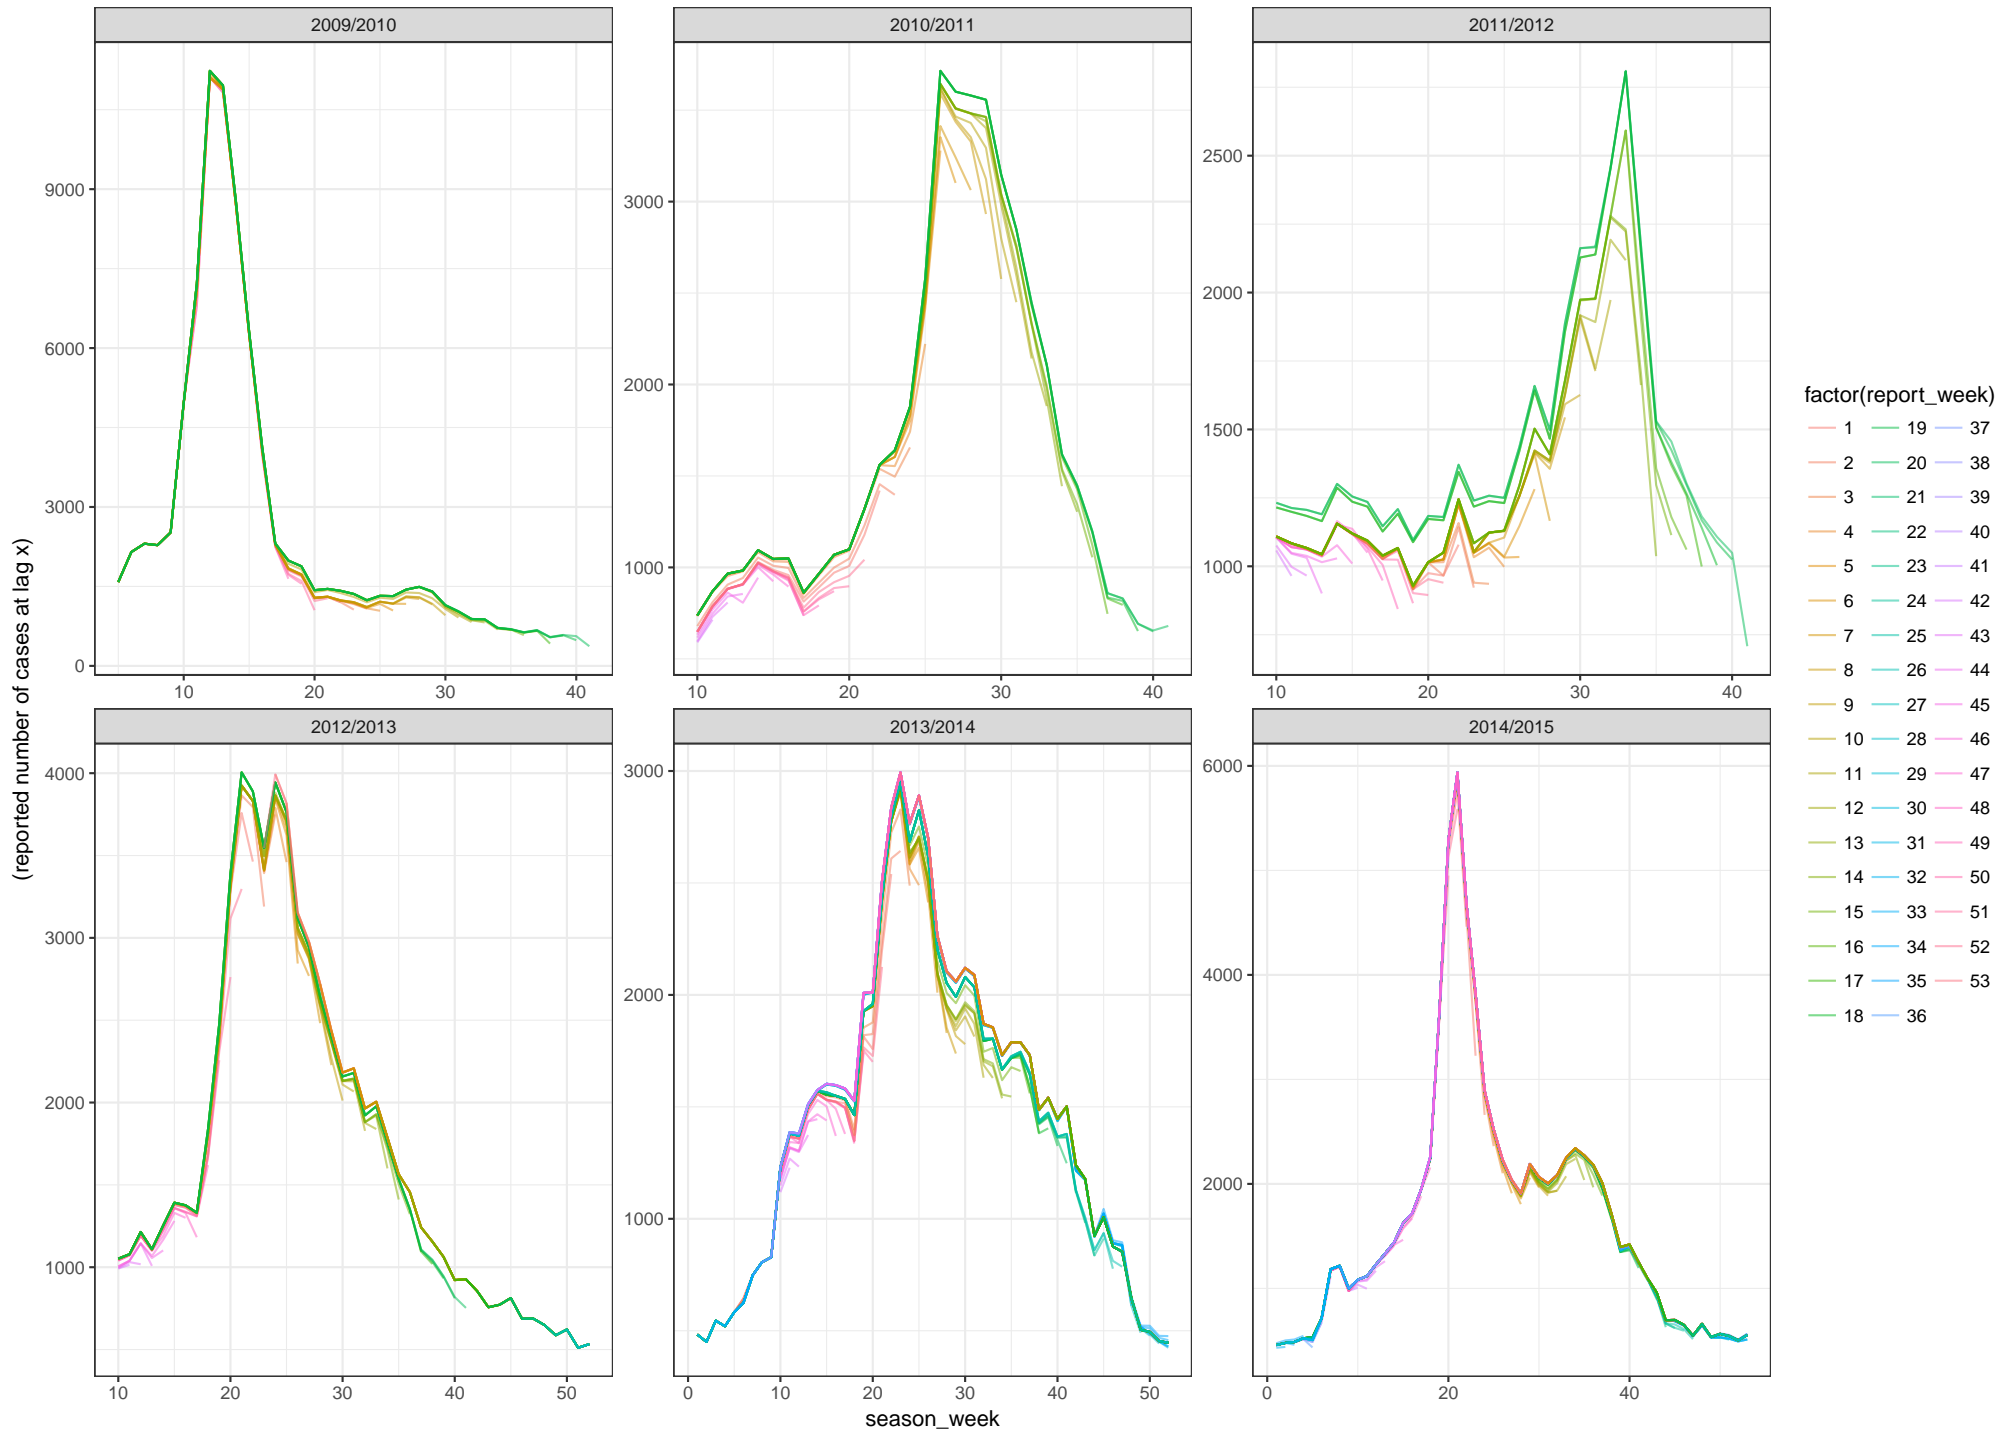 2009/2010
2010/2011
2011/2012
9000
6000
3000
0
3000
2000
1000
2500
2000
1500
1000
10 20 30 40
10 20 30 40
10 20 30 40
2012/2013
2013/2014
2014/2015
4000
3000
2000
1000
3000
2000
1000
6000
4000
2000
10 20 30 40 50
0 10 20 30 40 50
0 20 40
season_week
(reported number of cases at lag x)
factor(report_week)
1 19 37
2 20 38
3 21 39
4 22 40
5 23 41
6 24 42
7 25 43
8 26 44
9 27 45
10 28 46
11 29 47
12 30 48
13 31 49
14 32 50
15 33 51
16 34 52
17 35 53
18 36